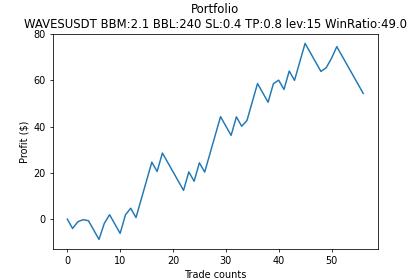 Portfolio
WAVESUSDT BBM:2.1 BBL:240 SL:0.4 TP:0.8 lev:15 WinRatio:49.0
80
60
40
20
0
Profit ($)
0 10 20 30 40 50
Trade counts